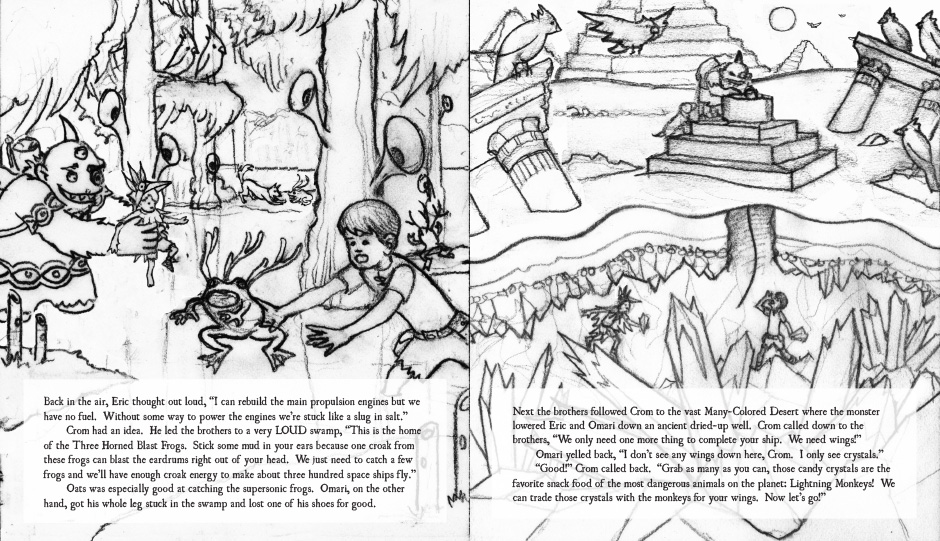 Back in the air, Eric thought out loud, “I can rebuild the main propulsion engines but we
have no fuel.  Without some way to power the engines we’re stuck like a slug in salt.”
Crom had an idea.  He led the brothers to a very LOUD swamp, “This is the home
of the Three Horned Blast Frogs.  Stick some mud in your ears because one croak from
these frogs can blast the eardrums right out of your head.  We just need to catch a few
frogs and we’ll have enough croak energy to make about three hundred space ships fly.”
Oats was especially good at catching the supersonic frogs.  Omari, on the other
hand, got his whole leg stuck in the swamp and lost one of his shoes for good.
Next the brothers followed Crom to the vast Many-Colored Desert where the monster
lowered Eric and Omari down an ancient dried-up well.  Crom called down to the
brothers, “We only need one more thing to complete your ship.  We need wings!”
Omari yelled back, “I don’t see any wings down here, Crom.  I only see crystals.”
“Good!” Crom called back.  “Grab as many as you can, those candy crystals are the
favorite snack food of the most dangerous animals on the planet: Lightning Monkeys!  We
can trade those crystals with the monkeys for your wings.  Now let’s go!”